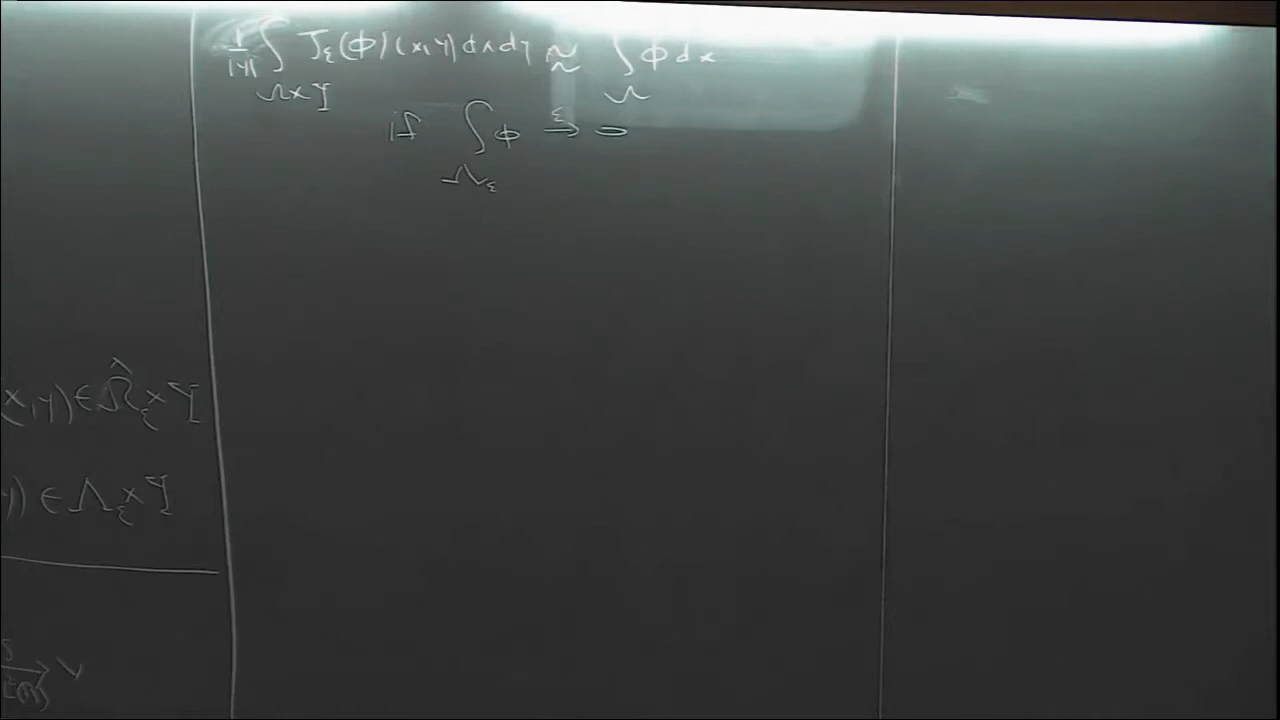 x,y) ∈ Ω̂_ε × Y
y) ∈ Λ_ε × Y
1/|Y| ∫_{Ω×Y} T_ε(φ)(x,y) dx dy ≈ ∫_Ω φ dx
if ∫_{Λ_ε} φ →^ε 0